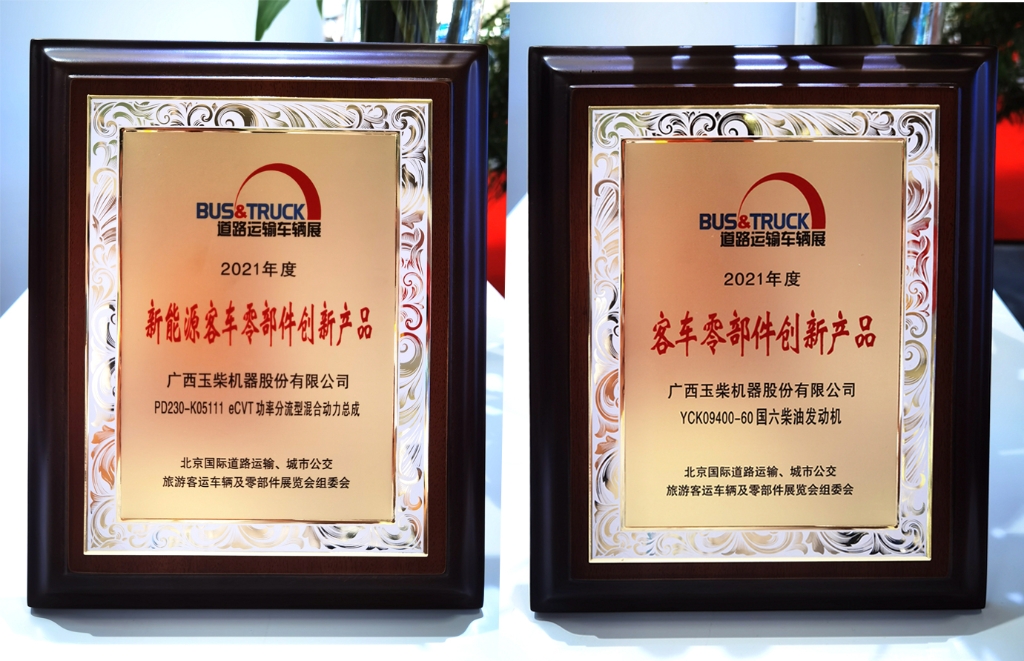 BUS&TRUCK
道路运输车辆展
2021年度
新能源客车零部件创新产品
广西玉柴机器股份有限公司
PD230-K05111 eCVT功率分流型混合动力总成
北京国际道路运输、城市公交
旅游客运车辆及零部件展览会组委会
BUS&TRUCK
道路运输车辆展
2021年度
客车零部件创新产品
广西玉柴机器股份有限公司
YCK09400-60国六柴油发动机
北京国际道路运输、城市公交
旅游客运车辆及零部件展览会组委会